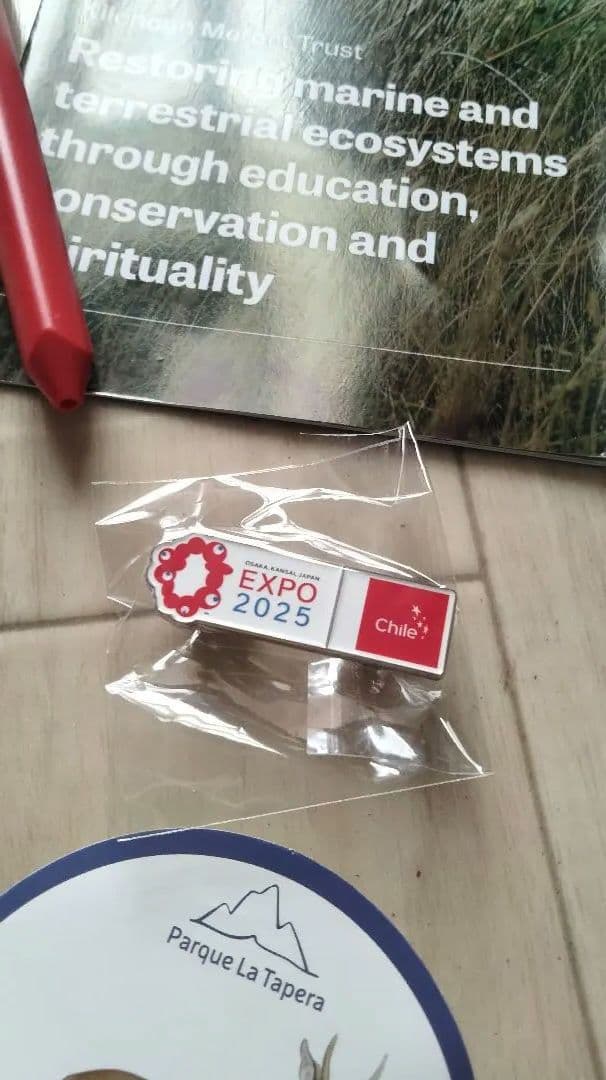 Trust
Restoring marine and
terrestrial ecosystems
through education,
onservation and
irituality
OSAKA, KANSAI, JAPAN
EXPO
2025
Chile
Parque La Tapera